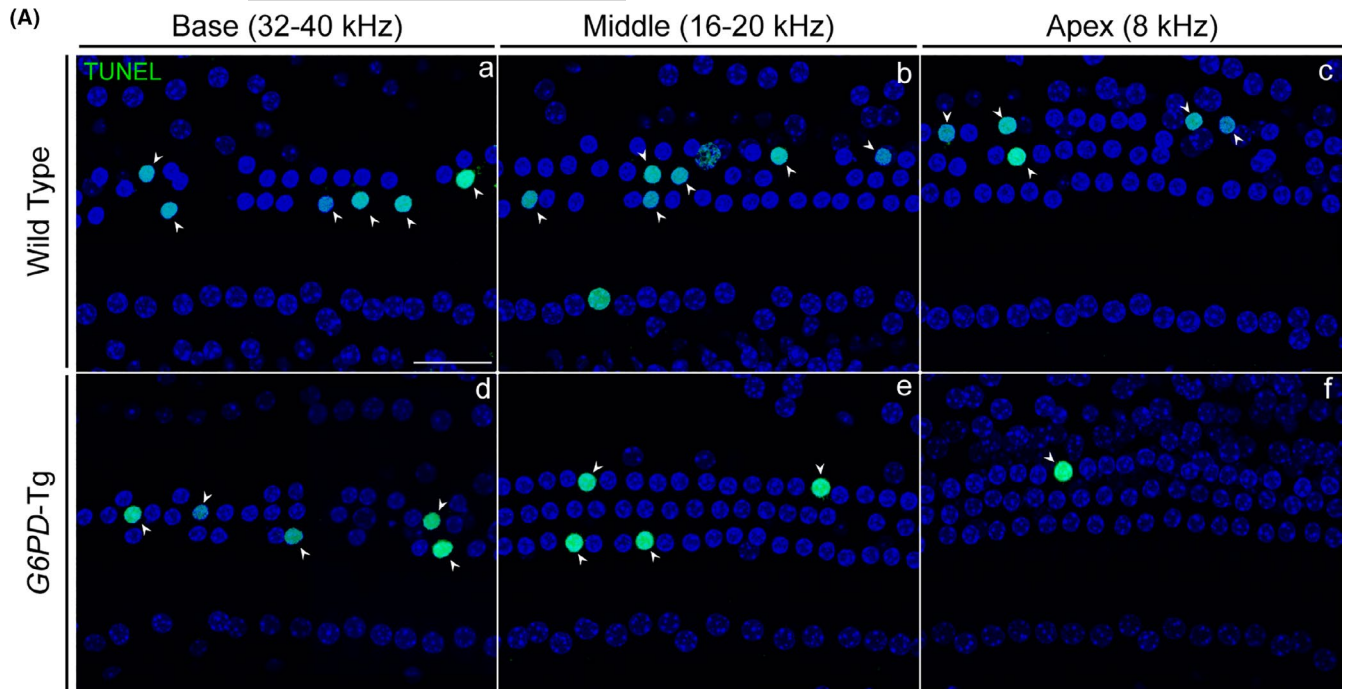 (A)
Base (32-40 kHz)
Middle (16-20 kHz)
Apex (8 kHz)
Wild Type
TUNEL
a
b
c
G6PD-Tg
d
e
f